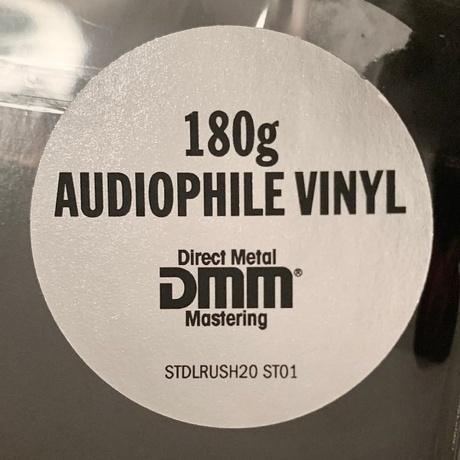 180g
AUDIOPHILE VINYL
Direct Metal
DMM®
Mastering
STDLRUSH20 ST01